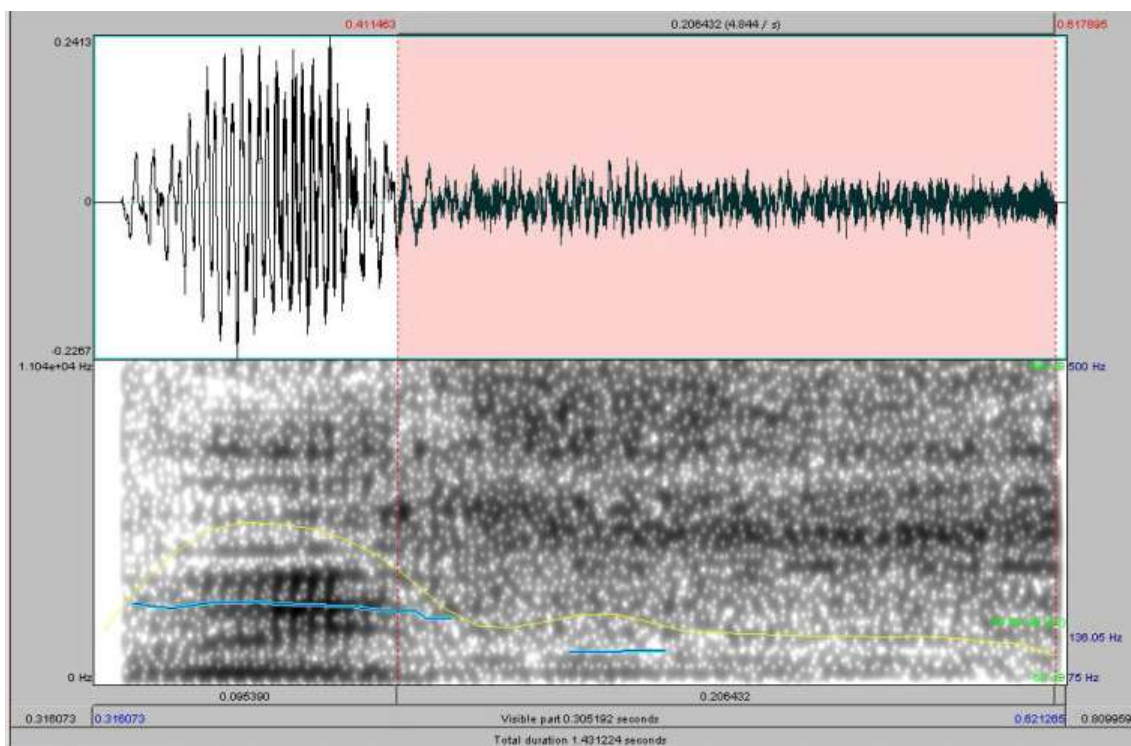 0.411463 0.206432 (4.844 / s) 0.617895
0.2413
0
-0.2267
1.104e+04 Hz 500 Hz
136.05 Hz
0 Hz 75 Hz
0.095390 0.206432
0.316073 0.316073 Visible part 0.305192 seconds 0.621265 0.809959
Total duration 1.431224 seconds